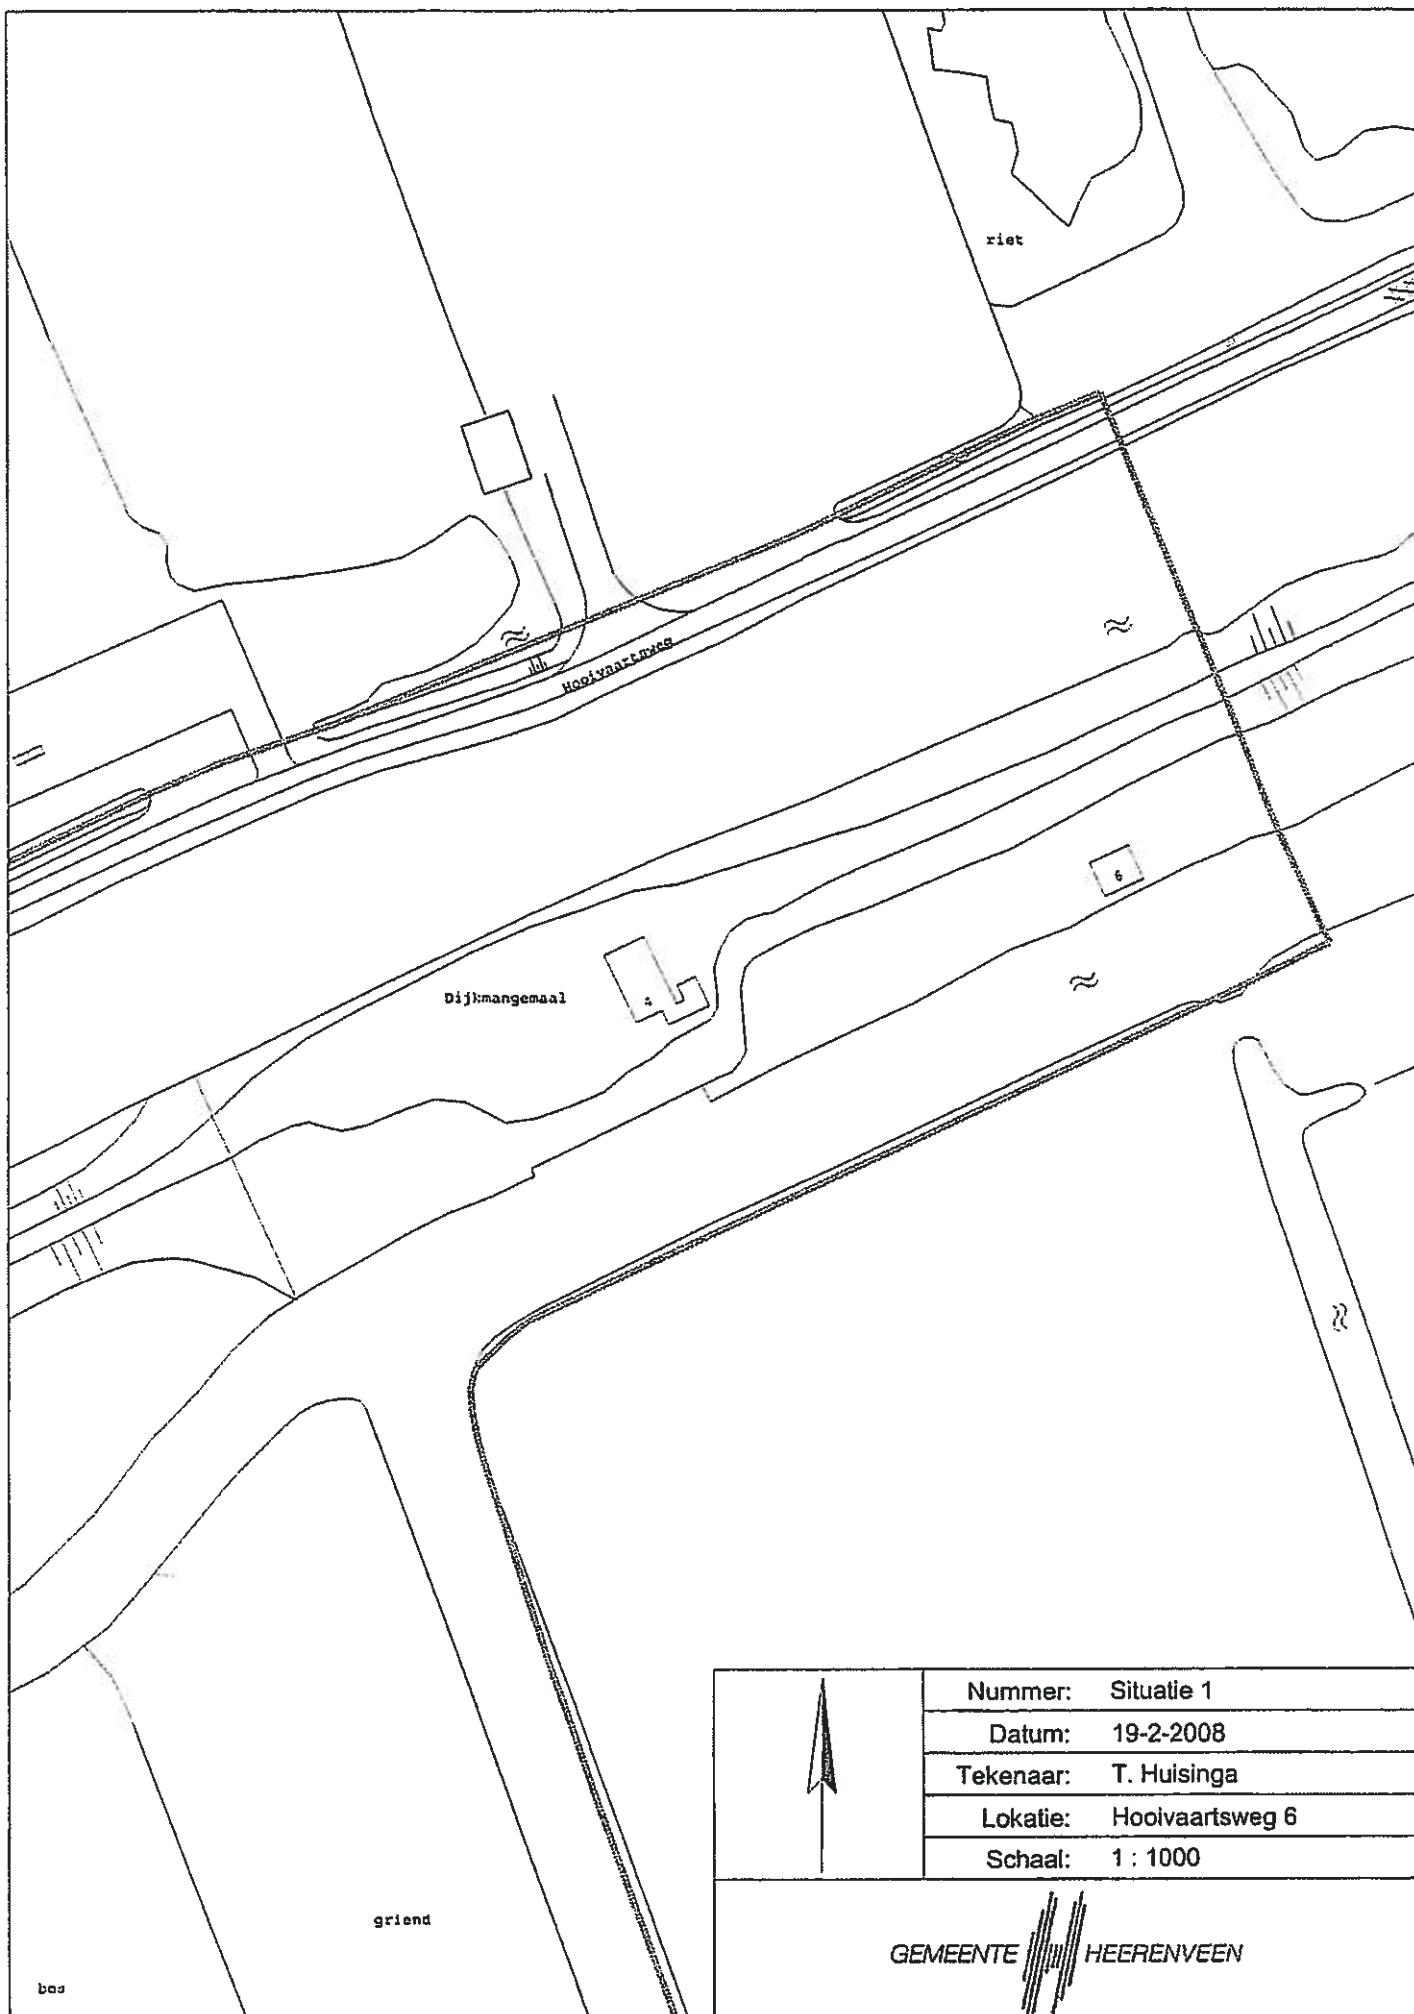 riet
Hooivaartsweg
6
4
Dijkmangemaal
Nummer: Situatie 1
Datum: 19-2-2008
Tekenaar: T. Huisinga
Lokatie: Hooivaartsweg 6
Schaal: 1 : 1000
griend
bos
GEMEENTE HEERENVEEN